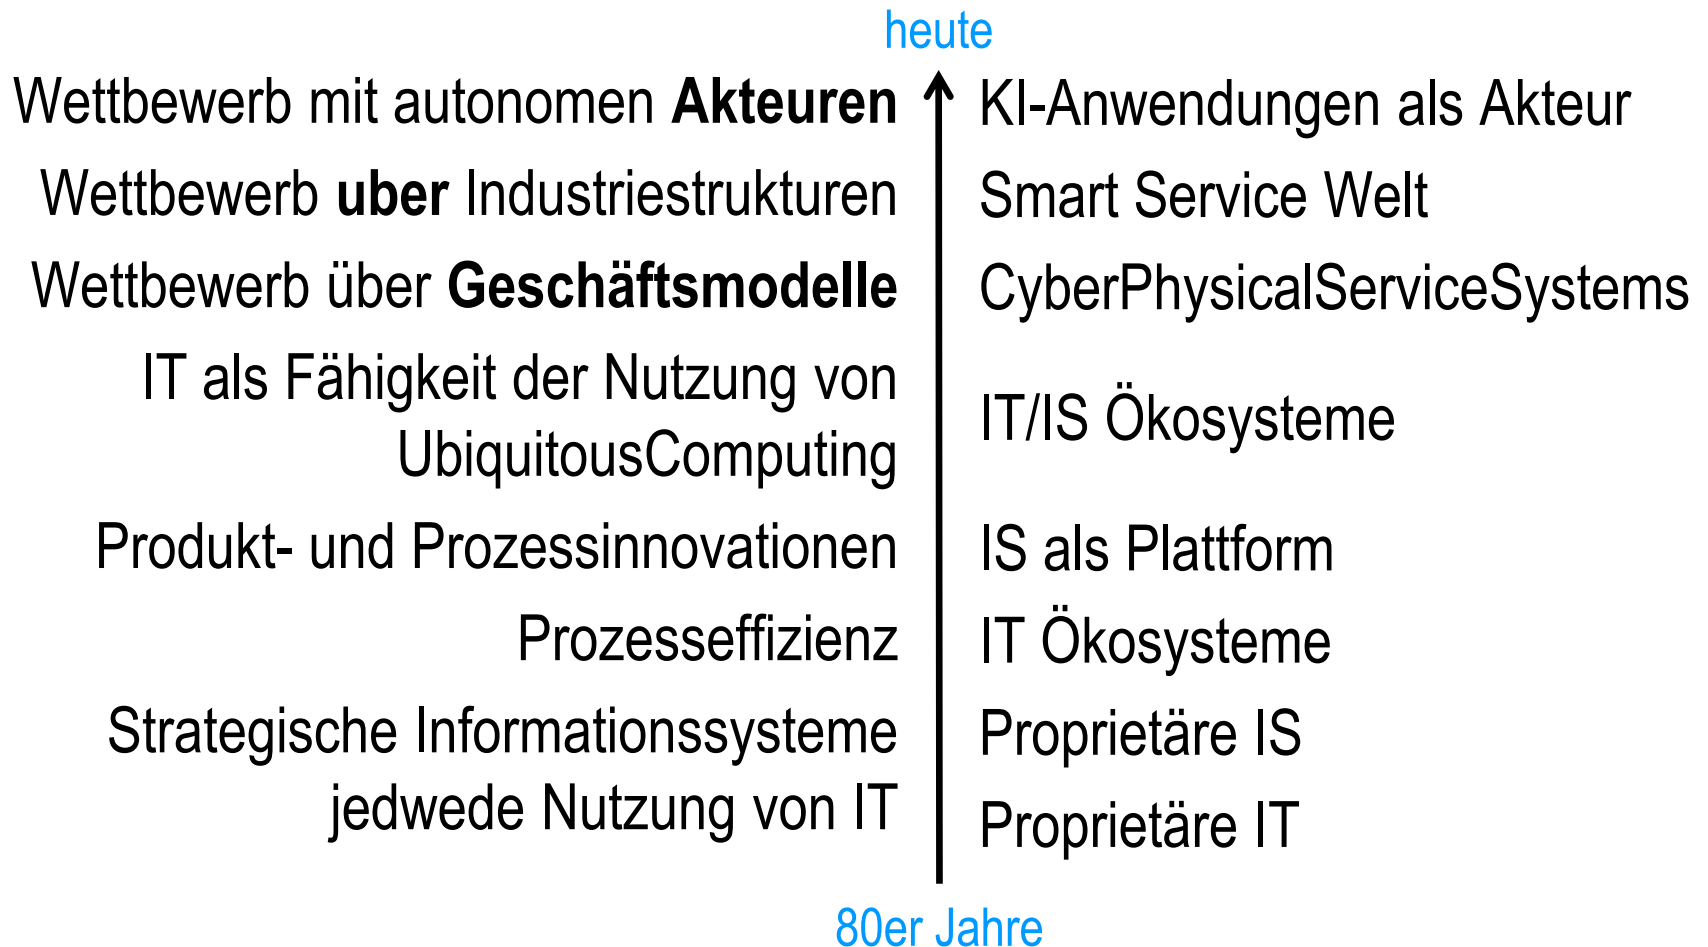 heute
Wettbewerb mit autonomen Akteuren
KI-Anwendungen als Akteur
Wettbewerb uber Industriestrukturen
Smart Service Welt
Wettbewerb über Geschäftsmodelle
CyberPhysicalServiceSystems
IT als Fähigkeit der Nutzung von
UbiquitousComputing
IT/IS Ökosysteme
Produkt- und Prozessinnovationen
IS als Plattform
Prozesseffizienz
IT Ökosysteme
Strategische Informationssysteme
Proprietäre IS
jedwede Nutzung von IT
Proprietäre IT
80er Jahre